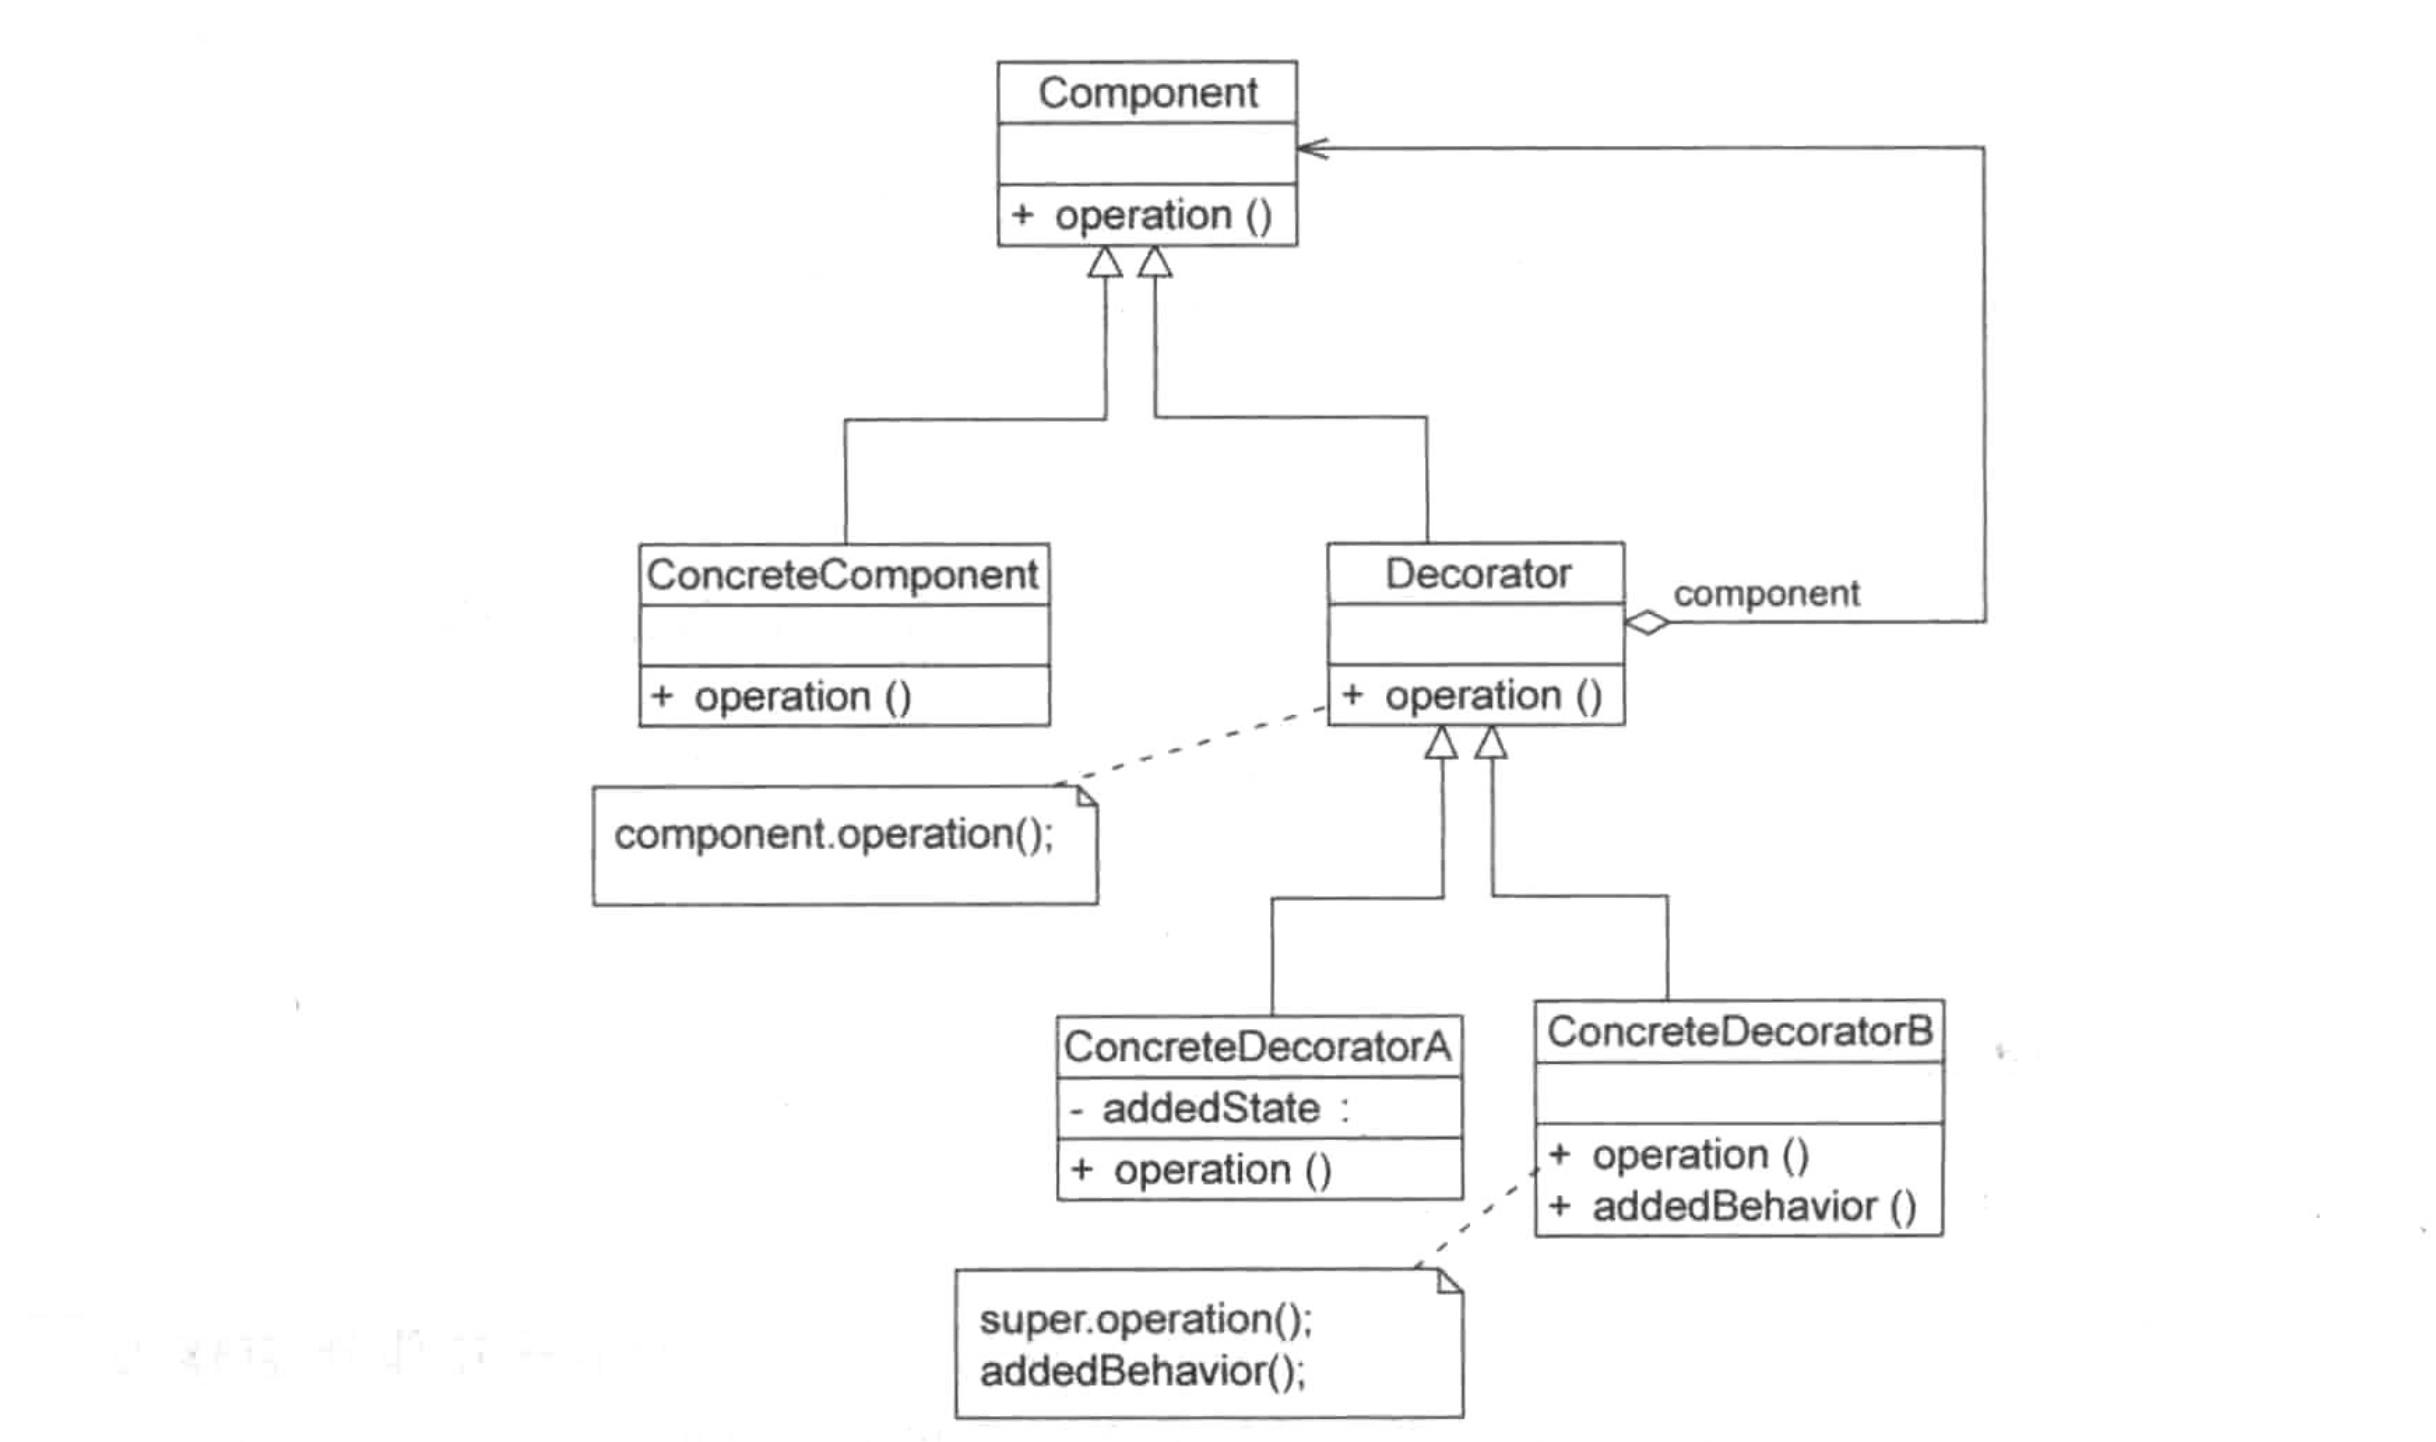 Component
+ operation ()
ConcreteComponent
+ operation ()
Decorator
+ operation ()
component
component.operation();
ConcreteDecoratorA
- addedState :
+ operation ()
ConcreteDecoratorB
+ operation ()
+ addedBehavior ()
super.operation();
addedBehavior();